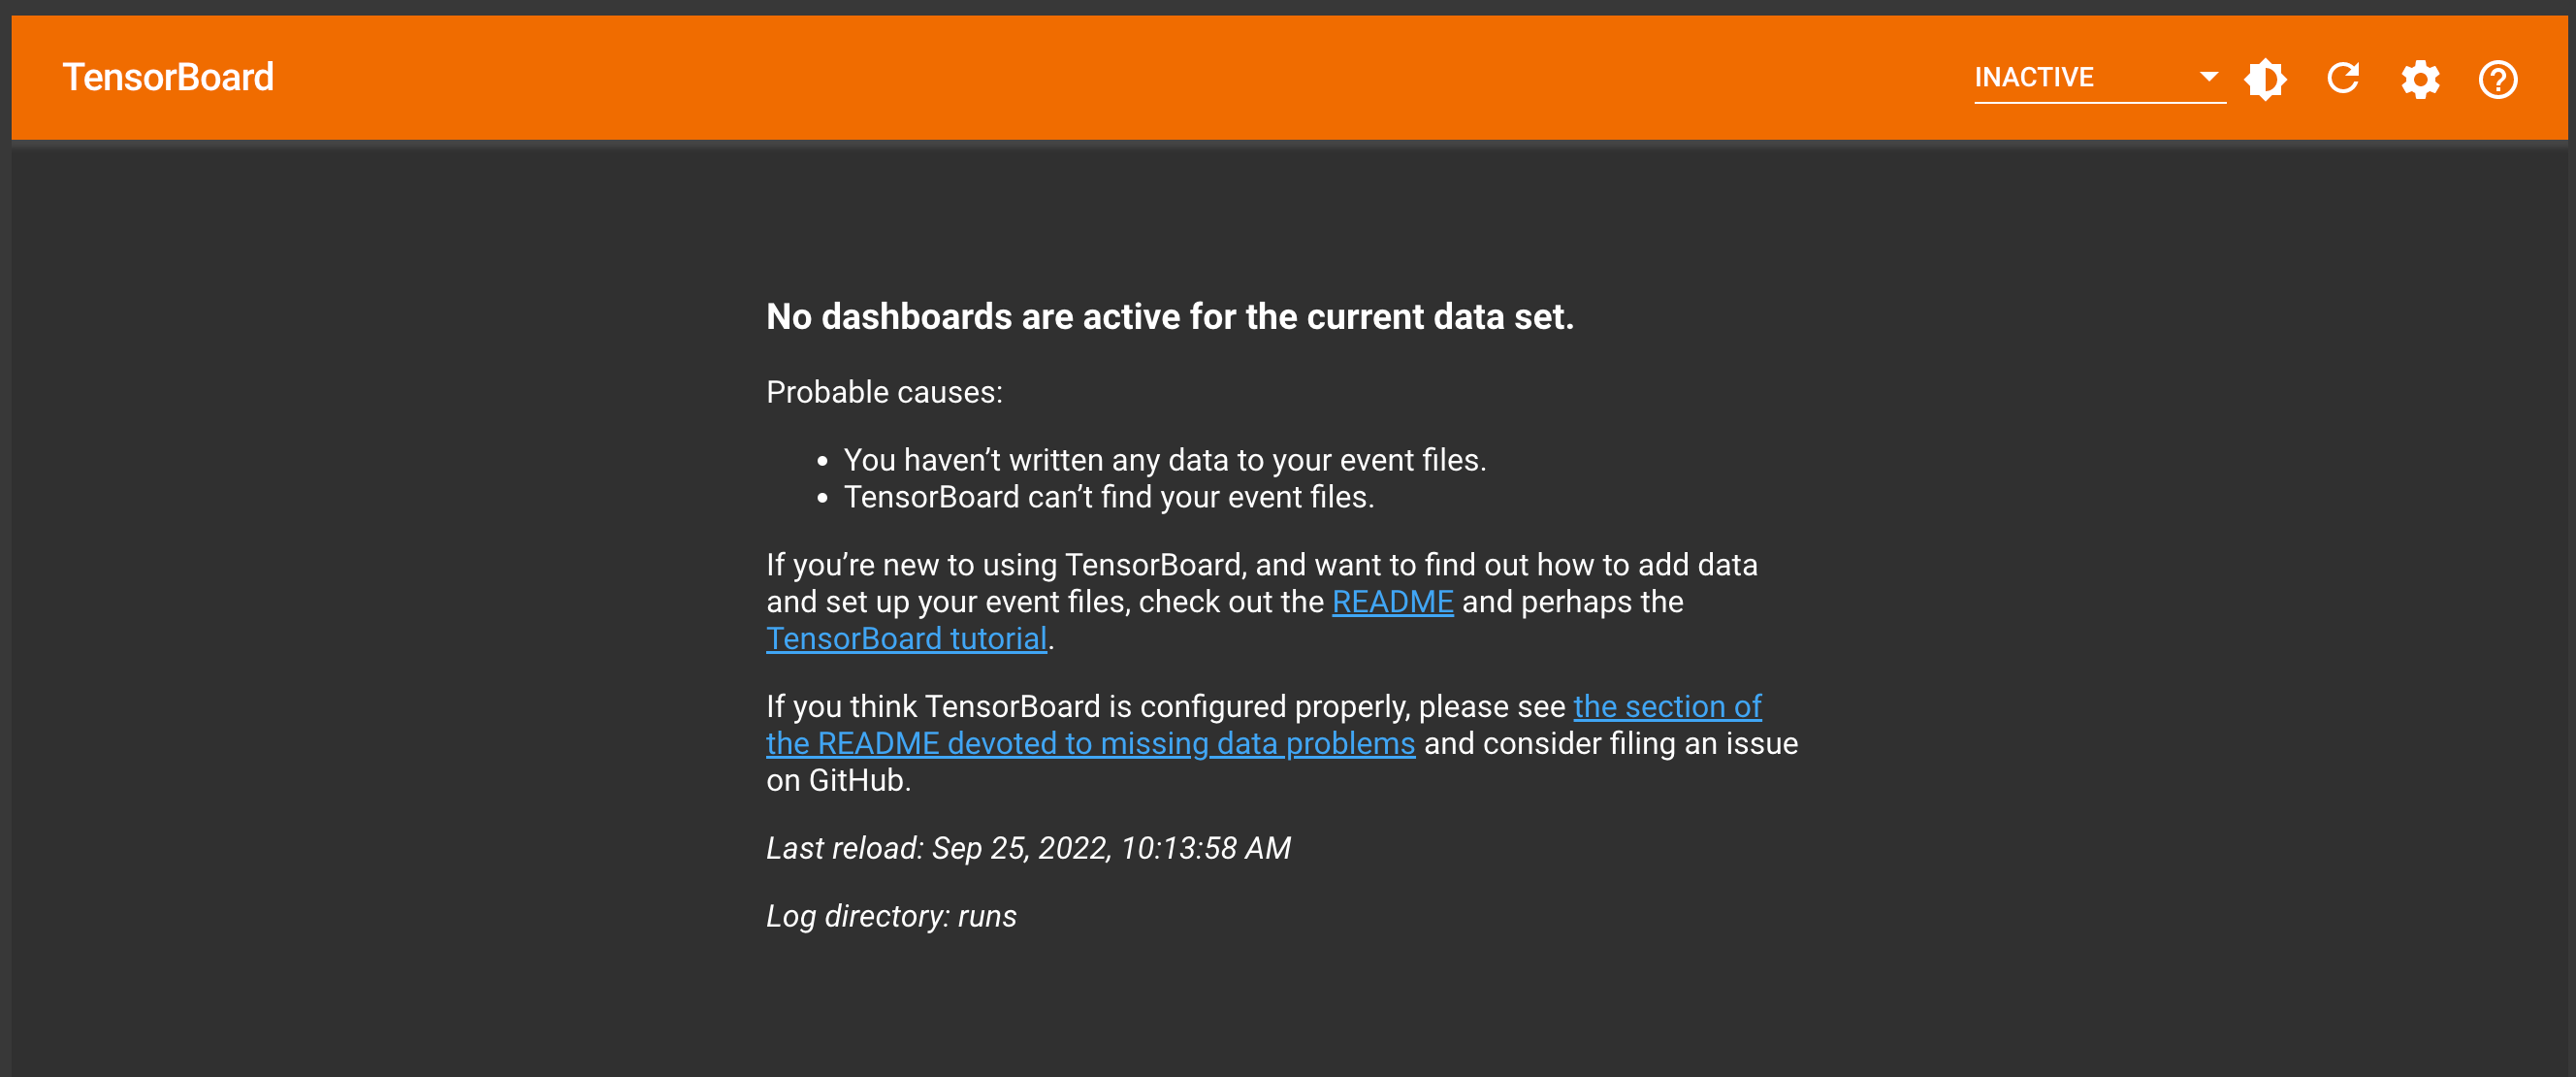 TensorBoard
INACTIVE
No dashboards are active for the current data set.
Probable causes:
• You haven’t written any data to your event files.
• TensorBoard can’t find your event files.
If you’re new to using TensorBoard, and want to find out how to add data
and set up your event files, check out the README and perhaps the
TensorBoard tutorial.
If you think TensorBoard is configured properly, please see the section of
the README devoted to missing data problems and consider filing an issue
on GitHub.
Last reload: Sep 25, 2022, 10:13:58 AM
Log directory: runs